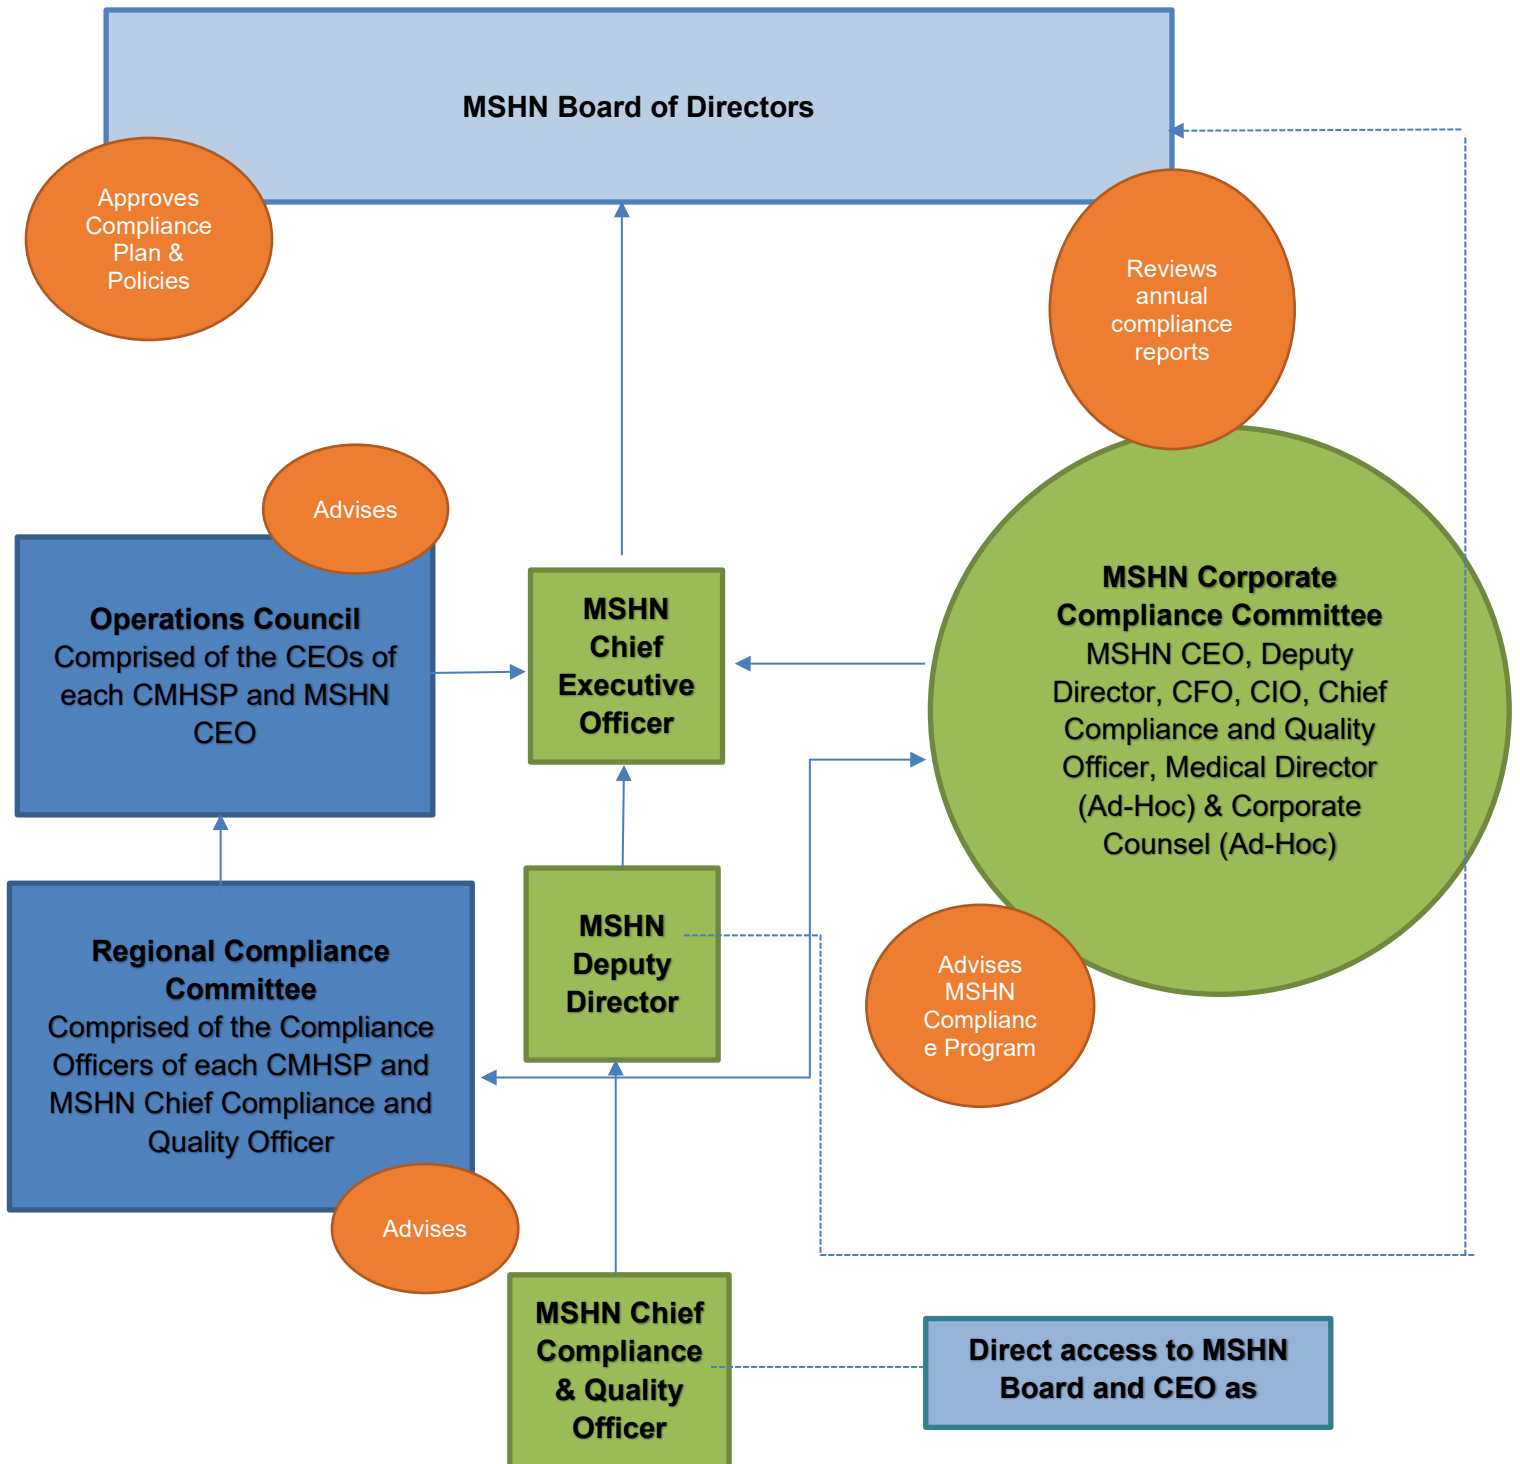 MSHN Board of Directors
Approves
Compliance
Plan &
Policies
Reviews
annual
compliance
reports
Advises
Operations Council
Comprised of the CEOs of
each CMHSP and MSHN
CEO
MSHN
Chief
Executive
Officer
MSHN Corporate
Compliance Committee
MSHN CEO, Deputy
Director, CFO, CIO, Chief
Compliance and Quality
Officer, Medical Director
(Ad-Hoc) & Corporate
Counsel (Ad-Hoc)
Regional Compliance
Committee
Comprised of the Compliance
Officers of each CMHSP and
MSHN Chief Compliance and
Quality Officer
MSHN
Deputy
Director
Advises
MSHN
Complianc
e Program
Advises
MSHN Chief
Compliance
& Quality
Officer
Direct access to MSHN
Board and CEO as